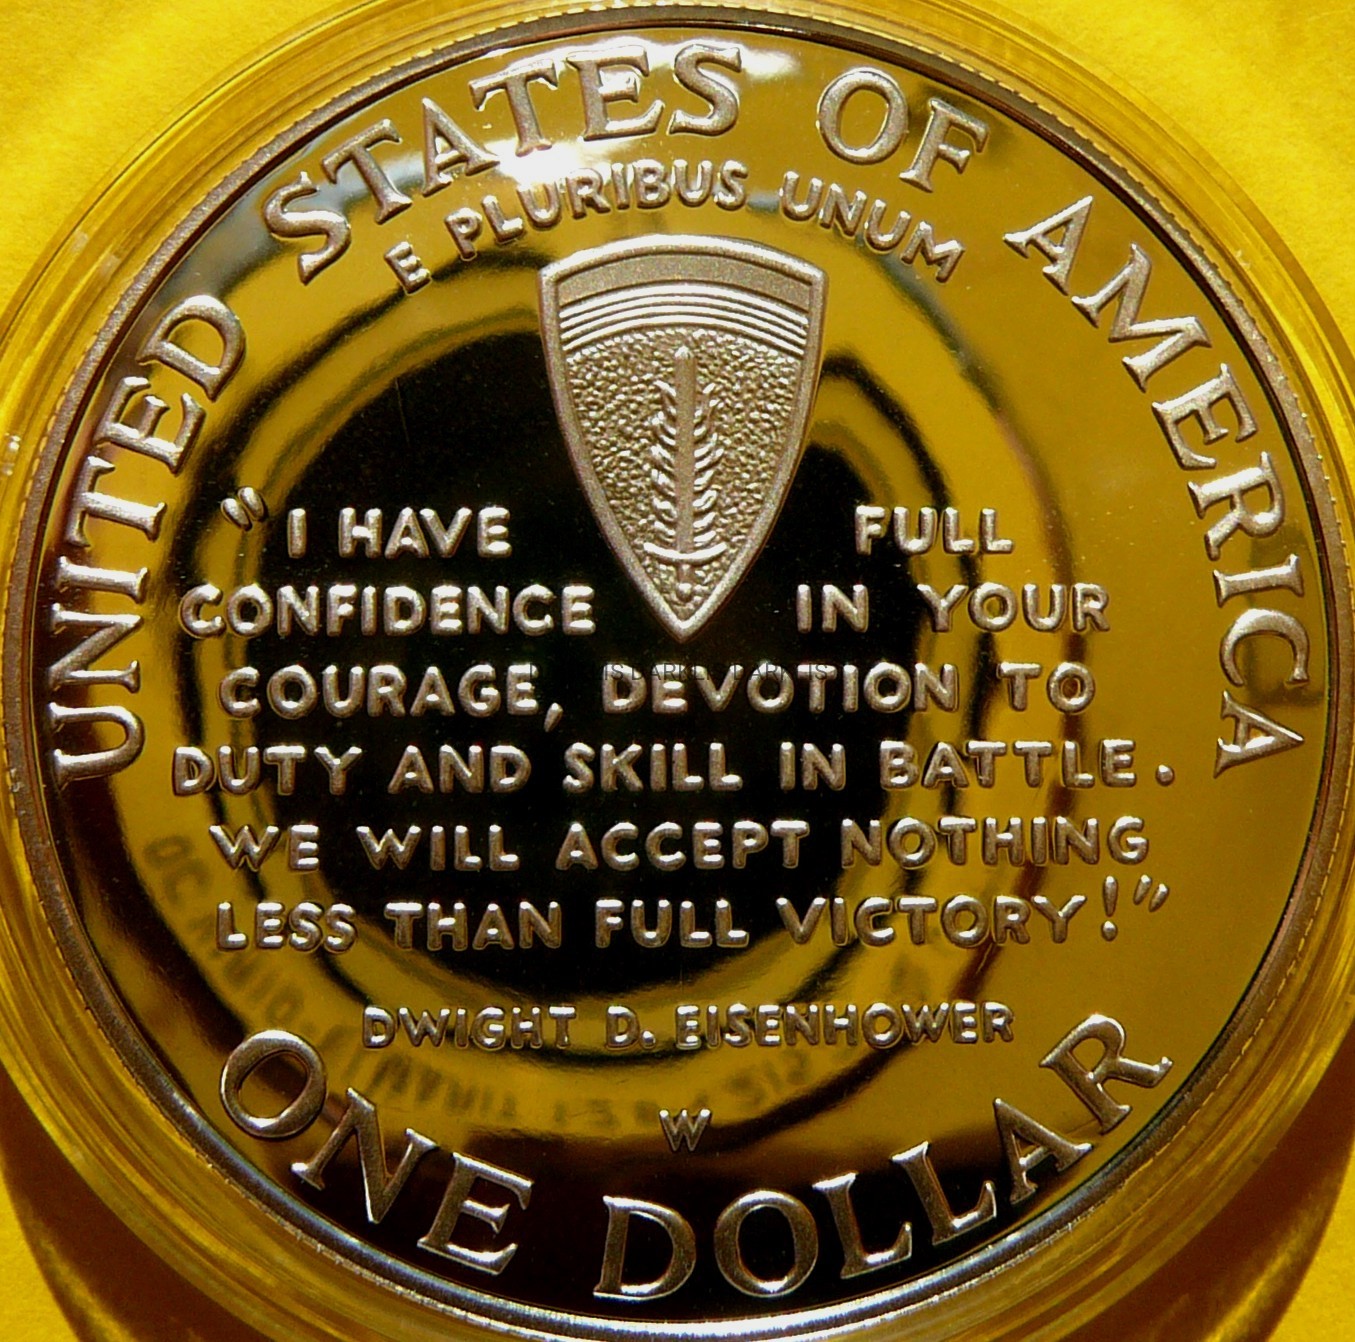 UNITED STATES OF AMERICA
E PLURIBUS UNUM
"I HAVE FULL
CONFIDENCE IN YOUR
COURAGE, DEVOTION TO
DUTY AND SKILL IN BATTLE.
WE WILL ACCEPT NOTHING
LESS THAN FULL VICTORY!"
DWIGHT D. EISENHOWER
W
ONE DOLLAR